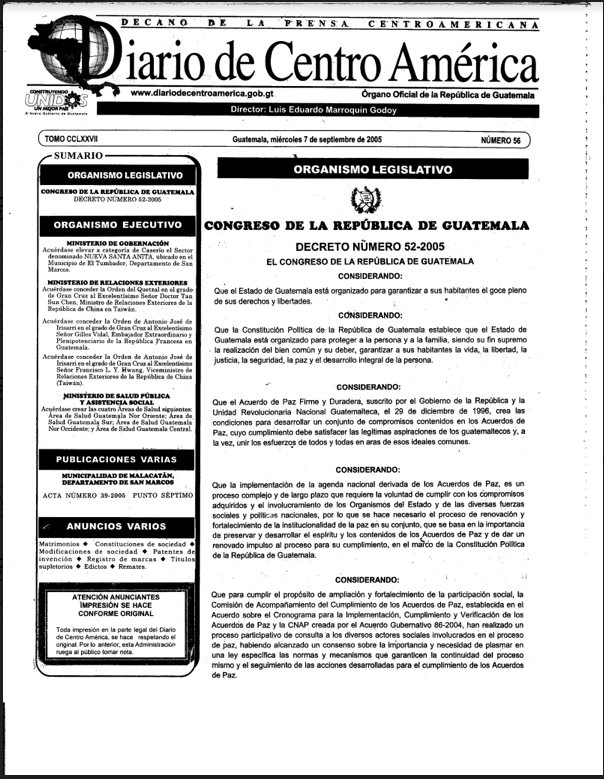 DECANO DE LA PRENSA CENTROAMERICANA
Diario de Centro América
CONSTRUYENDO
UNIDOS
UN MEJOR PAIS
El Nuevo Gobierno de Guatemala
www.diariodecentroamerica.gob.gt
Órgano Oficial de la República de Guatemala
Director: Luis Eduardo Marroquín Godoy
TOMO CCLXXVII
Guatemala, miércoles 7 de septiembre de 2005
NÚMERO 56
SUMARIO
ORGANISMO LEGISLATIVO
CONGRESO DE LA REPÚBLICA DE GUATEMALA
DECRETO NÚMERO 52-2005
ORGANISMO EJECUTIVO
MINISTERIO DE GOBERNACIÓN
Acuérdase elevar a categoría de Caserío el Sector
denominado NUEVA SANTA ANITA, ubicado en el
Municipio de El Tumbador, Departamento de San
Marcos.
MINISTERIO DE RELACIONES EXTERIORES
Acuérdase conceder la Orden del Quetzal en el grado
de Gran Cruz al Excelentísimo Señor Doctor Tan
Sun Chen, Ministro de Relaciones Exteriores de la
República de China en Taiwán.
Acuérdase conceder la Orden de Antonio José de
Irisarri en el grado de Gran Cruz al Excelentísimo
Señor Gilles Vidal, Embajador Extraordinario y
Plenipotenciario de la República Francesa en
Guatemala.
Acuérdase conceder la Orden de Antonio José de
Irisarri en el grado de Gran Cruz al Excelentísimo
Señor Francisco L. Y. Hwang, Viceministro de
Relaciones Exteriores de la República de China
(Taiwán).
MINISTERIO DE SALUD PÚBLICA
Y ASISTENCIA SOCIAL
Acuérdase crear las cuatro Áreas de Salud siguientes:
Área de Salud Guatemala Nor Oriente; Área de
Salud Guatemala Sur; Área de Salud Guatemala
Nor Occidente; y Área de Salud Guatemala Central.
PUBLICACIONES VARIAS
MUNICIPALIDAD DE MALACATÁN,
DEPARTAMENTO DE SAN MARCOS
ACTA NÚMERO 39-2005 PUNTO SÉPTIMO
ANUNCIOS VARIOS
Matrimonios ◆ Constituciones de sociedad ◆
Modificaciones de sociedad ◆ Patentes de
invención ◆ Registro de marcas ◆ Títulos
supletorios ◆ Edictos ◆ Remates.
ATENCIÓN ANUNCIANTES
IMPRESIÓN SE HACE
CONFORME ORIGINAL
Toda impresión en la parte legal del Diario
de Centro América, se hace respetando el
original. Por lo anterior, esta Administración
ruega al público tomar nota.
ORGANISMO LEGISLATIVO
CONGRESO DE LA REPÚBLICA DE GUATEMALA
DECRETO NÚMERO 52-2005
EL CONGRESO DE LA REPÚBLICA DE GUATEMALA
CONSIDERANDO:
Que el Estado de Guatemala está organizado para garantizar a sus habitantes el goce pleno
de sus derechos y libertades.
CONSIDERANDO:
Que la Constitución Política de la República de Guatemala establece que el Estado de
Guatemala está organizado para proteger a la persona y a la familia, siendo su fin supremo
la realización del bien común y su deber, garantizar a sus habitantes la vida, la libertad, la
justicia, la seguridad, la paz y el desarrollo integral de la persona.
CONSIDERANDO:
Que el Acuerdo de Paz Firme y Duradera, suscrito por el Gobierno de la República y la
Unidad Revolucionaria Nacional Guatemalteca, el 29 de diciembre de 1996, crea las
condiciones para desarrollar un conjunto de compromisos contenidos en los Acuerdos de
Paz, cuyo cumplimiento debe satisfacer las legítimas aspiraciones de los guatemaltecos y, a
la vez, unir los esfuerzos de todos y todas en aras de esos ideales comunes.
CONSIDERANDO:
Que la implementación de la agenda nacional derivada de los Acuerdos de Paz, es un
proceso complejo y de largo plazo que requiere la voluntad de cumplir con los compromisos
adquiridos y el involucramiento de los Organismos del Estado y de las diversas fuerzas
sociales y políticas nacionales, por lo que se hace necesario el proceso de renovación y
fortalecimiento de la institucionalidad de la paz en su conjunto, que se basa en la importancia
de preservar y desarrollar el espíritu y los contenidos de los Acuerdos de Paz y de dar un
renovado impulso al proceso para su cumplimiento, en el marco de la Constitución Política
de la República de Guatemala.
CONSIDERANDO:
Que para cumplir el propósito de ampliación y fortalecimiento de la participación social, la
Comisión de Acompañamiento del Cumplimiento de los Acuerdos de Paz, establecida en el
Acuerdo sobre el Cronograma para la Implementación, Cumplimiento y Verificación de los
Acuerdos de Paz y la CNAP creada por el Acuerdo Gubernativo 86-2004, han realizado un
proceso participativo de consulta a los diversos actores sociales involucrados en el proceso
de paz, habiendo alcanzado un consenso sobre la importancia y necesidad de plasmar en
una ley específica las normas y mecanismos que garanticen la continuidad del proceso
mismo y el seguimiento de las acciones desarrolladas para el cumplimiento de los Acuerdos
de Paz.